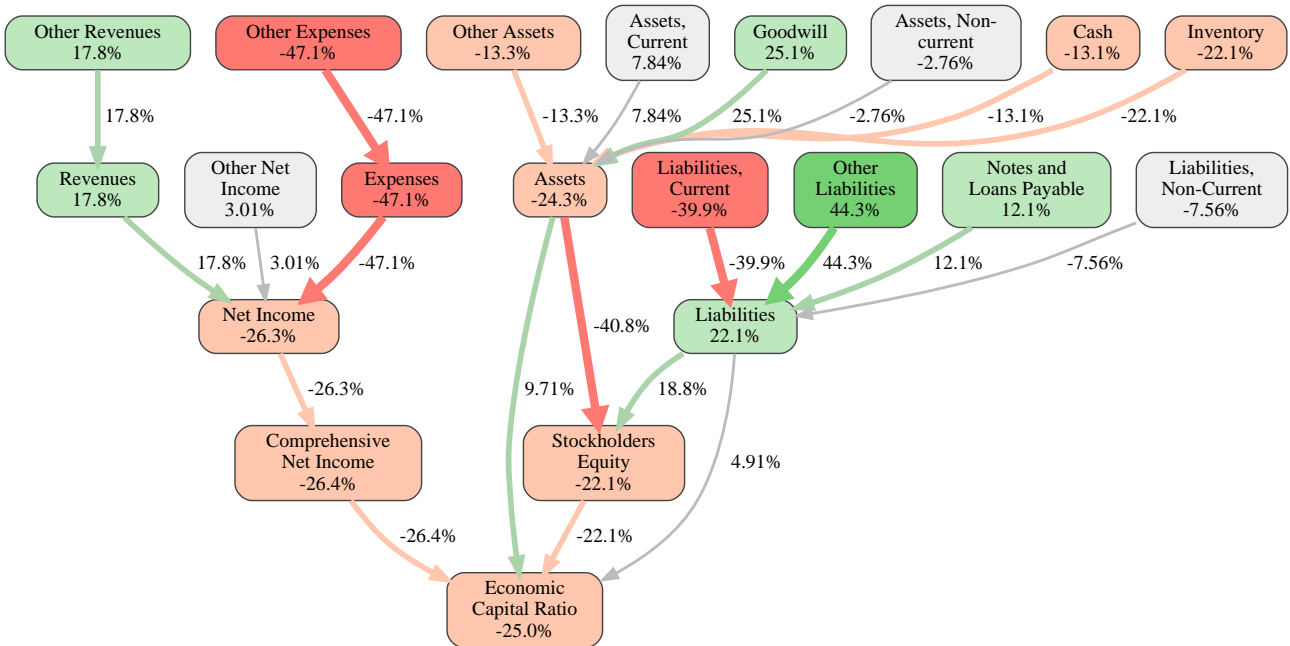 Other Revenues
17.8%
Other Expenses
-47.1%
Other Assets
-13.3%
Assets,
Current
7.84%
Goodwill
25.1%
Assets, Non-
current
-2.76%
Cash
-13.1%
Inventory
-22.1%
17.8%
-47.1%
-13.3%
7.84%
25.1%
-2.76%
-13.1%
-22.1%
Revenues
17.8%
Other Net
Income
3.01%
Expenses
-47.1%
Assets
-24.3%
Liabilities,
Current
-39.9%
Other
Liabilities
44.3%
Notes and
Loans Payable
12.1%
Liabilities,
Non-Current
-7.56%
17.8%
3.01%
-47.1%
-39.9%
44.3%
12.1%
-7.56%
Net Income
-26.3%
-40.8%
Liabilities
22.1%
-26.3%
9.71%
18.8%
Comprehensive
Net Income
-26.4%
Stockholders
Equity
-22.1%
4.91%
-26.4%
-22.1%
Economic
Capital Ratio
-25.0%